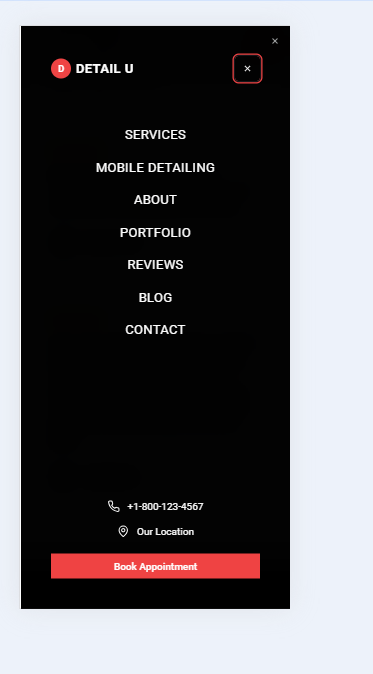 D DETAIL U
SERVICES
MOBILE DETAILING
ABOUT
PORTFOLIO
REVIEWS
BLOG
CONTACT
+1-800-123-4567
Our Location
Book Appointment